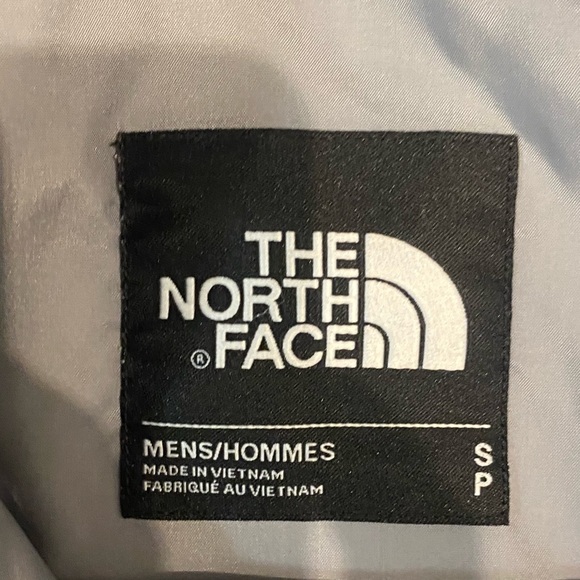 THE
NORTH
® FACE
MENS/HOMMES S
MADE IN VIETNAM P
FABRIQUÉ AU VIETNAM